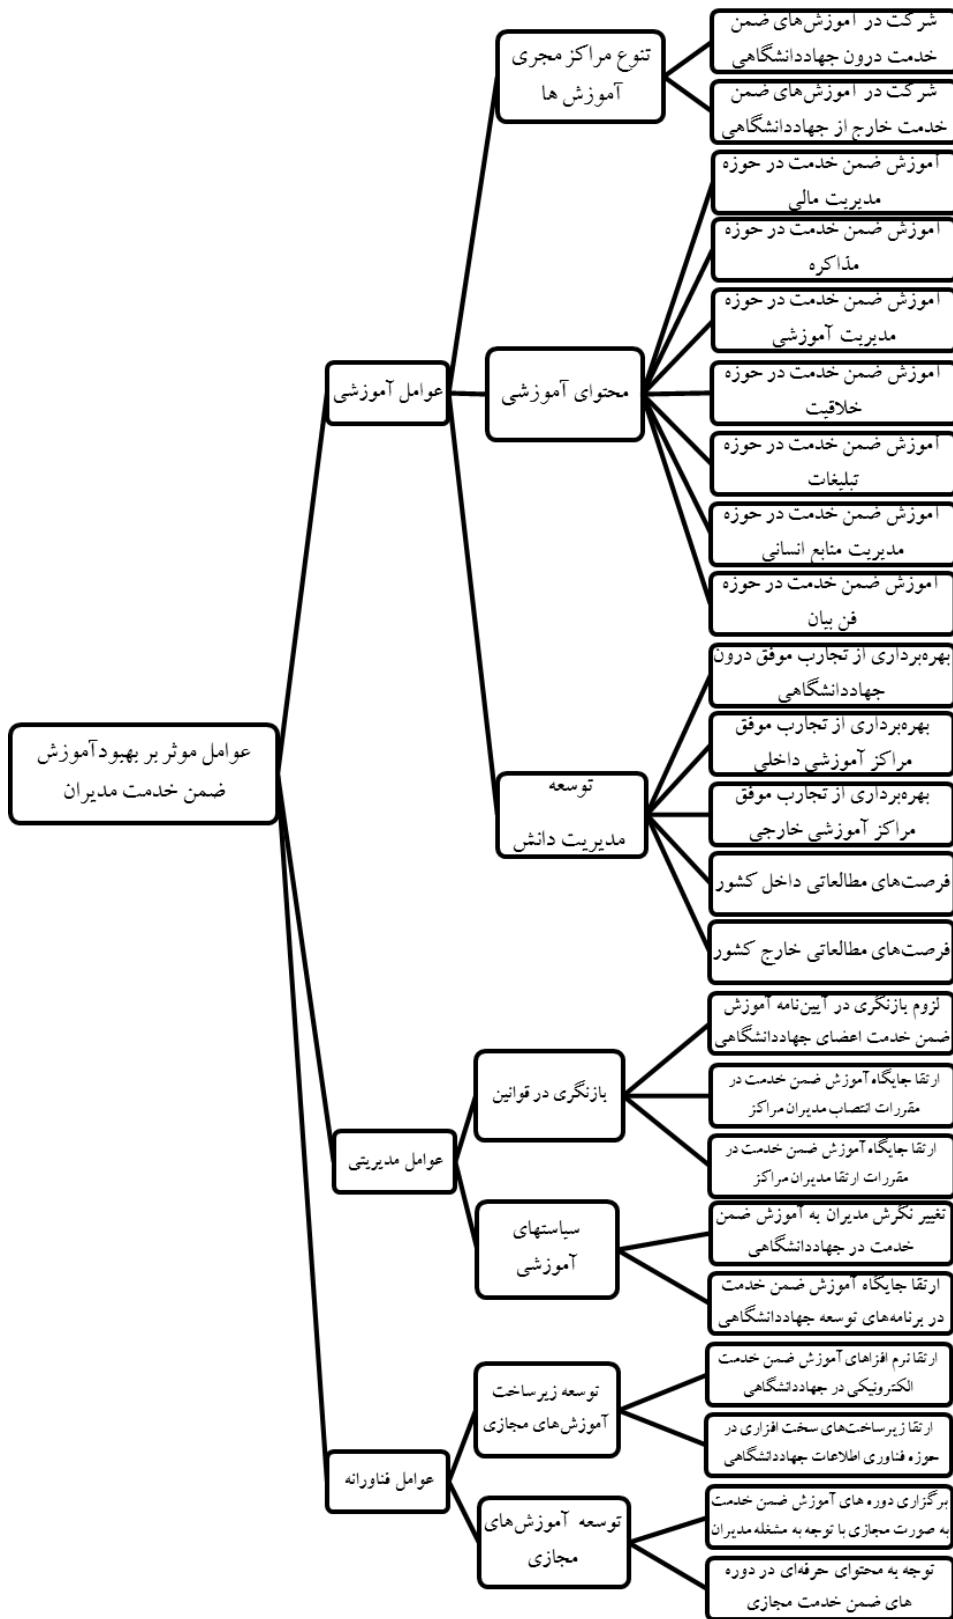 عوامل موثر بر بهبودآموزش
ضمن خدمت مدیران
عوامل آموزشی
تنوع مراکز مجری
آموزش ها
شرکت در آموزش‌های ضمن
خدمت درون جهاددانشگاهی
شرکت در آموزش‌های ضمن
خدمت خارج از جهاددانشگاهی
محتوای آموزشی
آموزش ضمن خدمت در حوزه
مدیریت مالی
آموزش ضمن خدمت در حوزه
مذاکره
آموزش ضمن خدمت در حوزه
مدیریت آموزشی
آموزش ضمن خدمت در حوزه
خلاقیت
آموزش ضمن خدمت در حوزه
تبلیغات
آموزش ضمن خدمت در حوزه
مدیریت منابع انسانی
آموزش ضمن خدمت در حوزه
فن بیان
توسعه
مدیریت دانش
بهره‌برداری از تجارب موفق درون
جهاددانشگاهی
بهره‌برداری از تجارب موفق
مراکز آموزشی داخلی
بهره‌برداری از تجارب موفق
مراکز آموزشی خارجی
فرصت‌های مطالعاتی داخل کشور
فرصت‌های مطالعاتی خارج کشور
عوامل مدیریتی
بازنگری در قوانین
لزوم بازنگری در آیین‌نامه آموزش
ضمن خدمت اعضای جهاددانشگاهی
ارتقا جایگاه آموزش ضمن خدمت در
مقررات انتصاب مدیران مراکز
ارتقا جایگاه آموزش ضمن خدمت در
مقررات ارتقا مدیران مراکز
سیاستهای
آموزشی
تغییر نگرش مدیران به آموزش ضمن
خدمت در جهاددانشگاهی
ارتقا جایگاه آموزش ضمن خدمت
در برنامه‌های توسعه جهاددانشگاهی
عوامل فناورانه
توسعه زیرساخت
آموزش‌های مجازی
ارتقا نرم افزاهای آموزش ضمن خدمت
الکترونیکی در جهاددانشگاهی
ارتقا زیرساخت‌های سخت افزاری در
حوزه فناوری اطلاعات جهاددانشگاهی
توسعه آموزش‌های
مجازی
برگزاری دوره های آموزش ضمن خدمت
به صورت مجازی با توجه به مشغله مدیران
توجه به محتوای حرفه‌ای در دوره
های ضمن خدمت مجازی